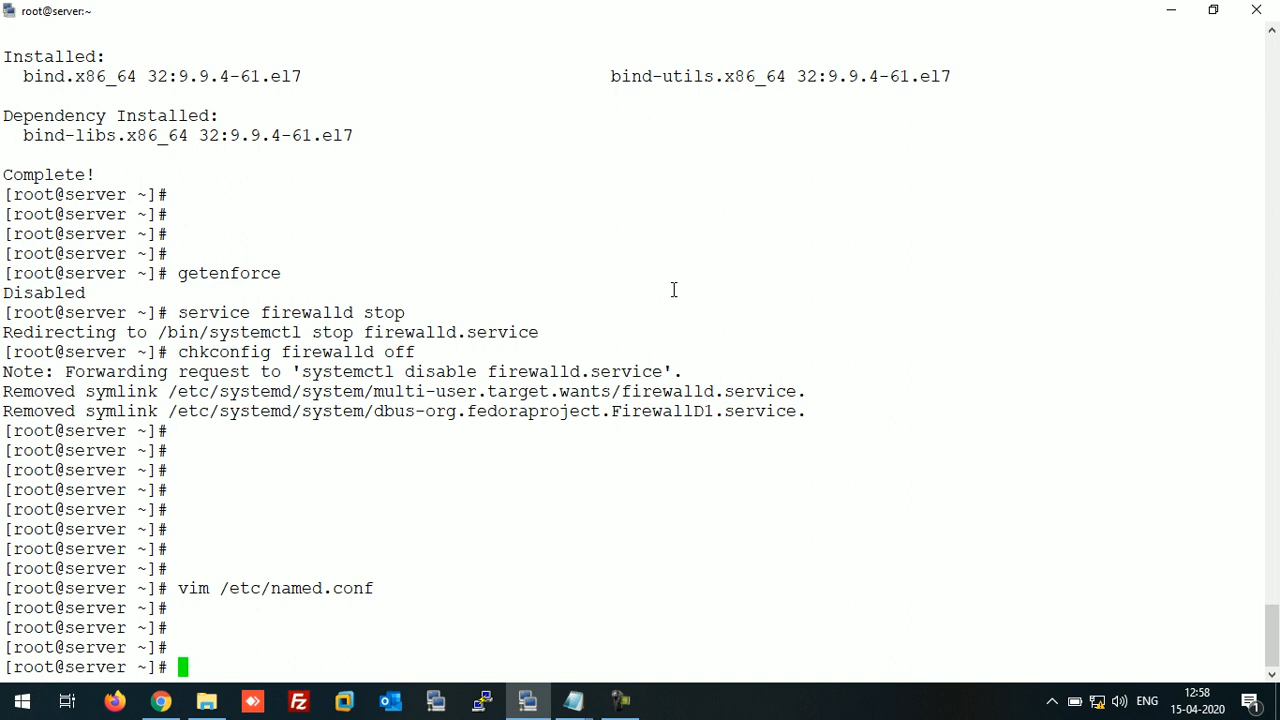 root@server:~
Installed:
bind.x86_64 32:9.9.4-61.el7 bind-utils.x86_64 32:9.9.4-61.el7
Dependency Installed:
bind-libs.x86_64 32:9.9.4-61.el7
Complete!
[root@server ~]#
[root@server ~]#
[root@server ~]#
[root@server ~]#
[root@server ~]# getenforce
Disabled
[root@server ~]# service firewalld stop
Redirecting to /bin/systemctl stop firewalld.service
[root@server ~]# chkconfig firewalld off
Note: Forwarding request to 'systemctl disable firewalld.service'.
Removed symlink /etc/systemd/system/multi-user.target.wants/firewalld.service.
Removed symlink /etc/systemd/system/dbus-org.fedoraproject.FirewallD1.service.
[root@server ~]#
[root@server ~]#
[root@server ~]#
[root@server ~]#
[root@server ~]#
[root@server ~]#
[root@server ~]#
[root@server ~]#
[root@server ~]# vim /etc/named.conf
[root@server ~]#
[root@server ~]#
[root@server ~]#
[root@server ~]#
ENG
12:58
15-04-2020
1